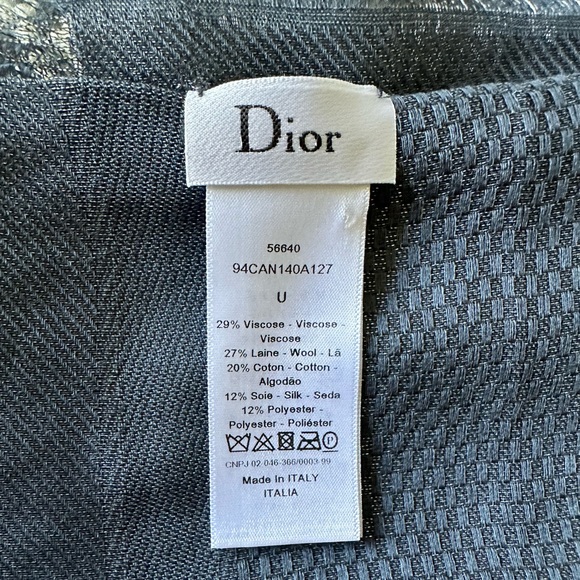 Dior
56640
94CAN140A127
U
29% Viscose - Viscose -
Viscose
27% Laine - Wool - Lã
20% Coton - Cotton -
Algodão
12% Soie - Silk - Seda
12% Polyester -
Polyester - Poliéster
P
CNPJ 02-046-366/0003-99
Made In ITALY
ITALIA